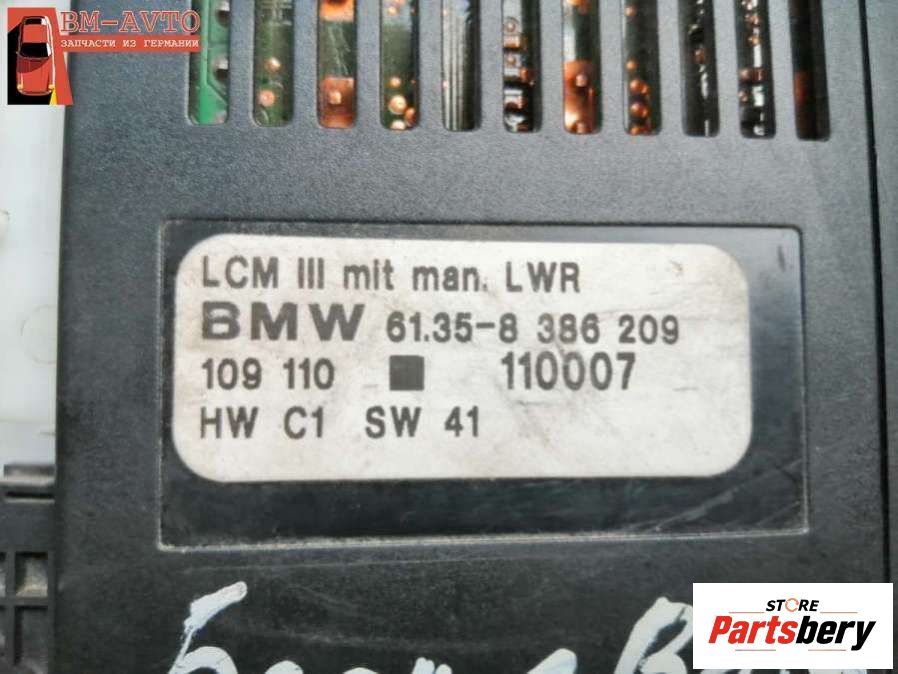 BM-AVTO
ЗАПЧАСТИ ИЗ ГЕРМАНИИ
LCM III mit man. LWR
BMW 61.35-8 386 209
109 110 ■ 110007
HW C1 SW 41
STORE
Partsbery